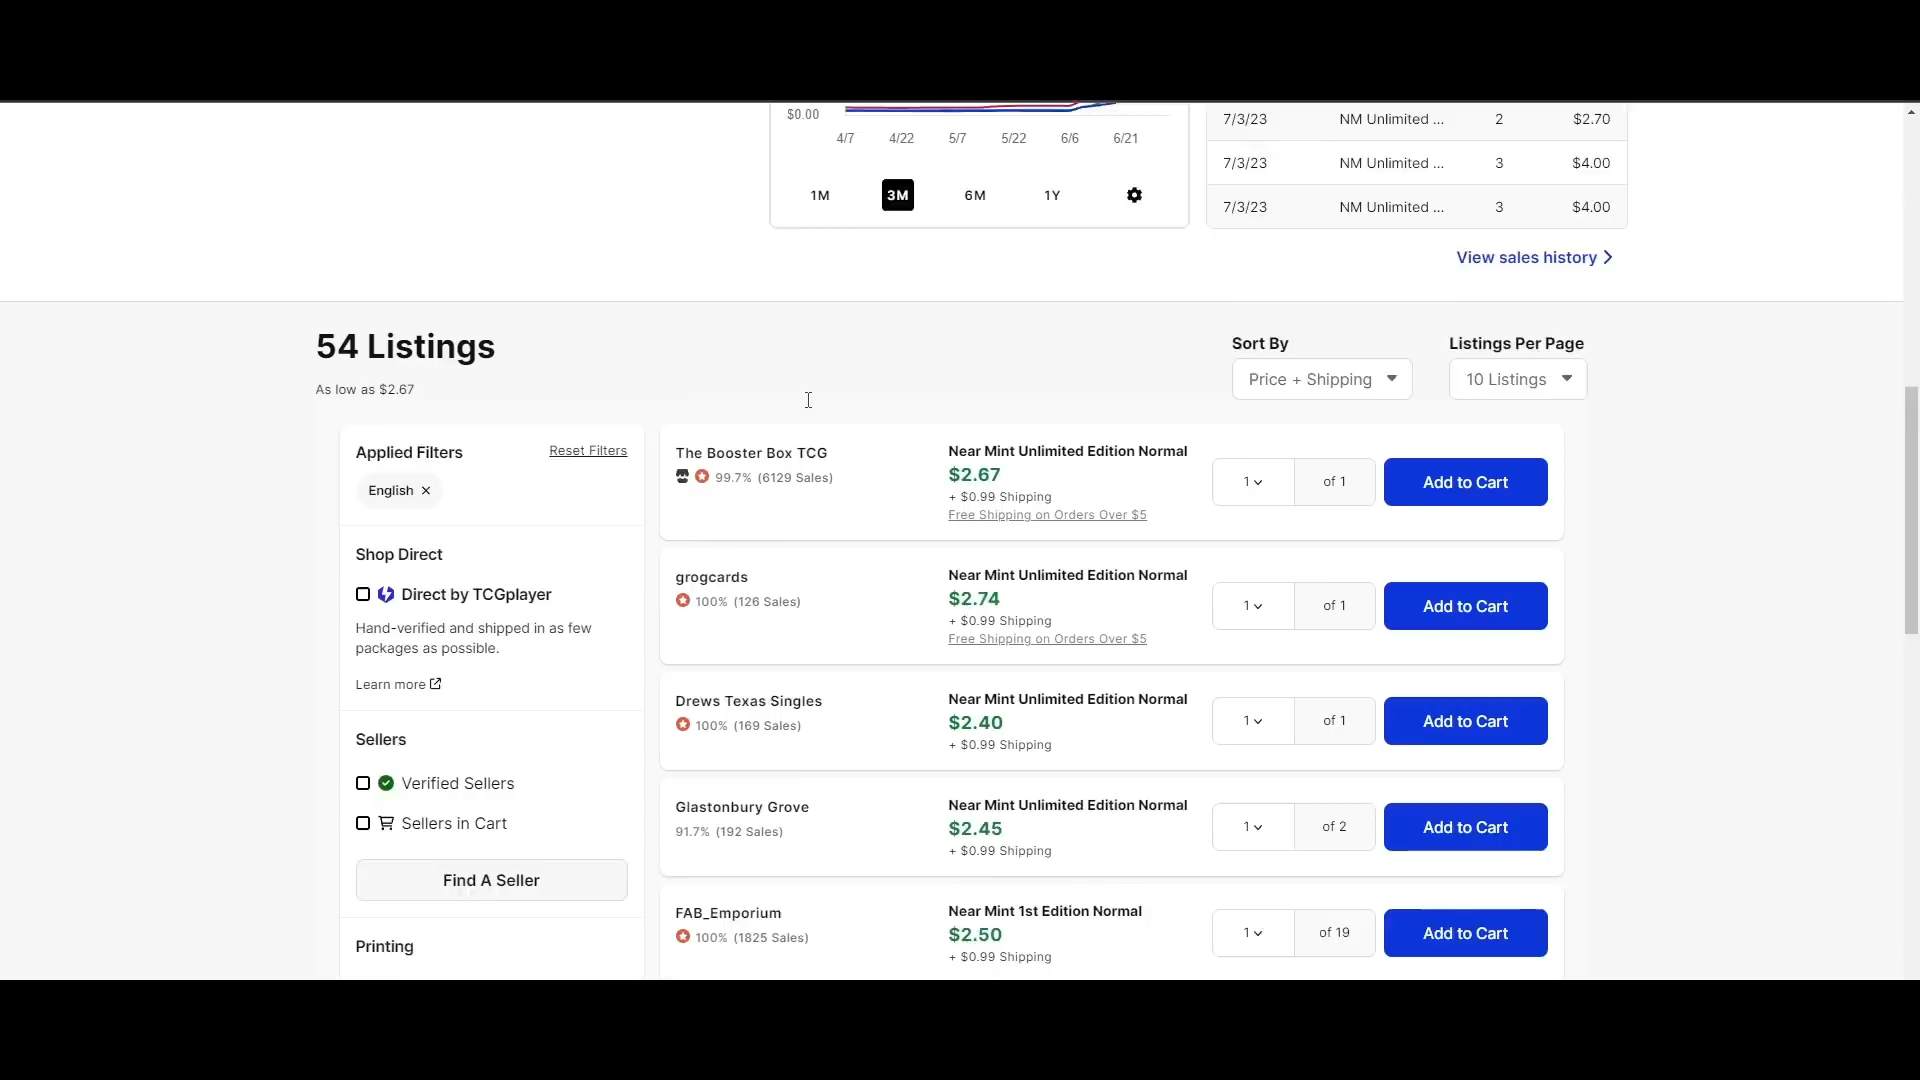 $0.00
4/7 4/22 5/7 5/22 6/6 6/21
1M 3M 6M 1Y
7/3/23 NM Unlimited ... 2 $2.70
7/3/23 NM Unlimited ... 3 $4.00
7/3/23 NM Unlimited ... 3 $4.00
View sales history
54 Listings
As low as $2.67
Sort By
Price + Shipping
Listings Per Page
10 Listings
Applied Filters Reset Filters
English ×
Shop Direct
Direct by TCGplayer
Hand-verified and shipped in as few
packages as possible.
Learn more
Sellers
Verified Sellers
Sellers in Cart
Find A Seller
Printing
The Booster Box TCG
99.7% (6129 Sales)
Near Mint Unlimited Edition Normal
$2.67
+ $0.99 Shipping
Free Shipping on Orders Over $5
1 of 1 Add to Cart
grogcards
100% (126 Sales)
Near Mint Unlimited Edition Normal
$2.74
+ $0.99 Shipping
Free Shipping on Orders Over $5
1 of 1 Add to Cart
Drews Texas Singles
100% (169 Sales)
Near Mint Unlimited Edition Normal
$2.40
+ $0.99 Shipping
1 of 1 Add to Cart
Glastonbury Grove
91.7% (192 Sales)
Near Mint Unlimited Edition Normal
$2.45
+ $0.99 Shipping
1 of 2 Add to Cart
FAB_Emporium
100% (1825 Sales)
Near Mint 1st Edition Normal
$2.50
+ $0.99 Shipping
1 of 19 Add to Cart